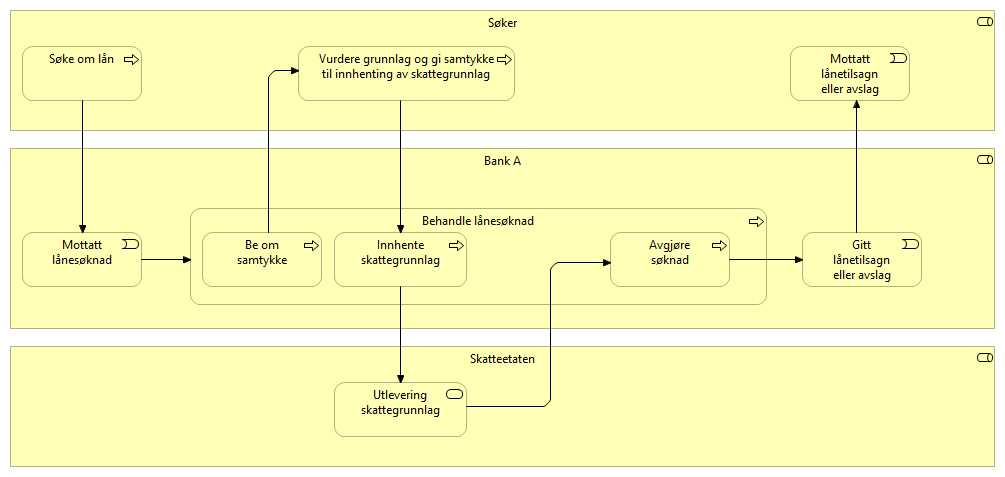 Søker
Søke om lån
Vurdere grunnlag og gi samtykke
til innhenting av skattegrunnlag
Mottatt
lånetilsagn
eller avslag
Bank A
Behandle lånesøknad
Mottatt
lånesøknad
Be om
samtykke
Innhente
skattegrunnlag
Avgjøre
søknad
Gitt
lånetilsagn
eller avslag
Skatteetaten
Utlevering
skattegrunnlag